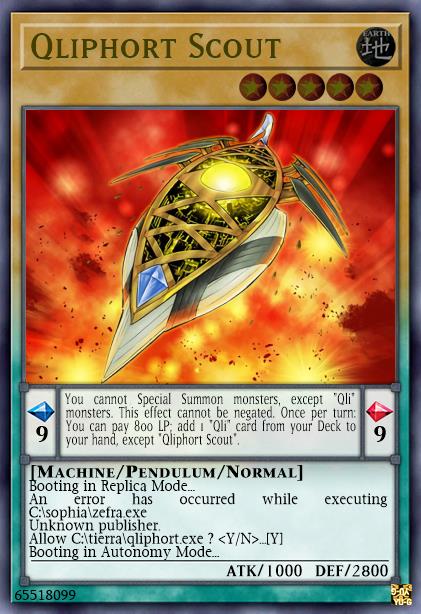 Qliphort Scout
EARTH
地
You cannot Special Summon monsters, except "Qli"
monsters. This effect cannot be negated. Once per turn:
You can pay 800 LP; add 1 "Qli" card from your Deck to
your hand, except "Qliphort Scout".
9
9
[Machine/Pendulum/Normal]
Booting in Replica Mode...
An error has occurred while executing
C:\sophia\zefra.exe
Unknown publisher.
Allow C:\tierra\qliphort.exe ? <Y/N>...[Y]
Booting in Autonomy Mode...
ATK/1000 DEF/2800
65518099